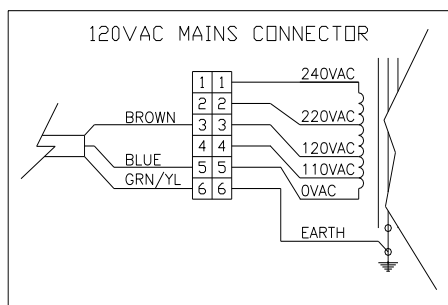 120VAC MAINS CONNECTOR
240VAC
1 1
2 2
220VAC
BROWN
3 3
120VAC
4 4
110VAC
BLUE
5 5
0VAC
GRN/YL
6 6
EARTH